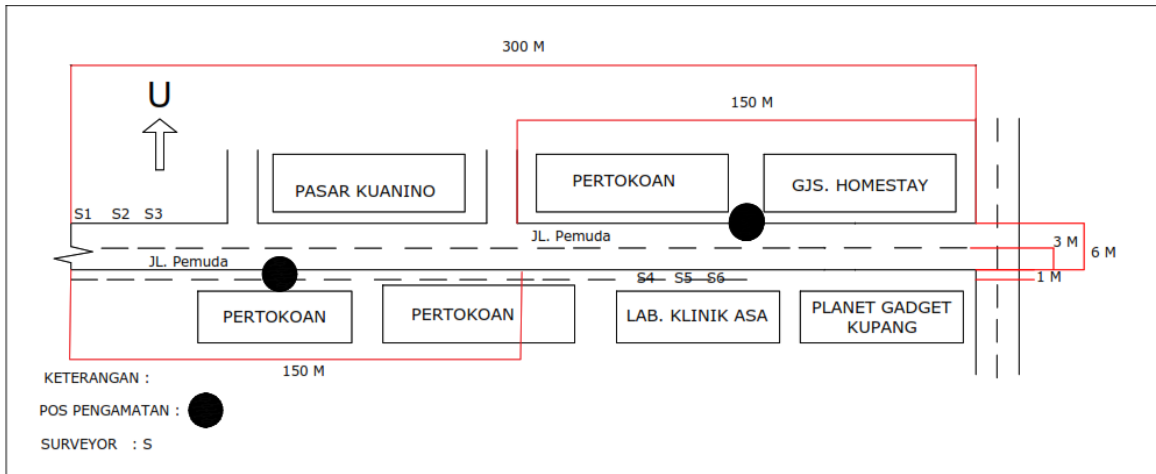 300 M
150 M
U
PASAR KUANINO
PERTOKOAN
GJS. HOMESTAY
S1 S2 S3
JL. Pemuda
3 M
6 M
JL. Pemuda
S4 S5 S6
1 M
PERTOKOAN
PERTOKOAN
LAB. KLINIK ASA
PLANET GADGET
KUPANG
150 M
KETERANGAN :
POS PENGAMATAN :
SURVEYOR : S